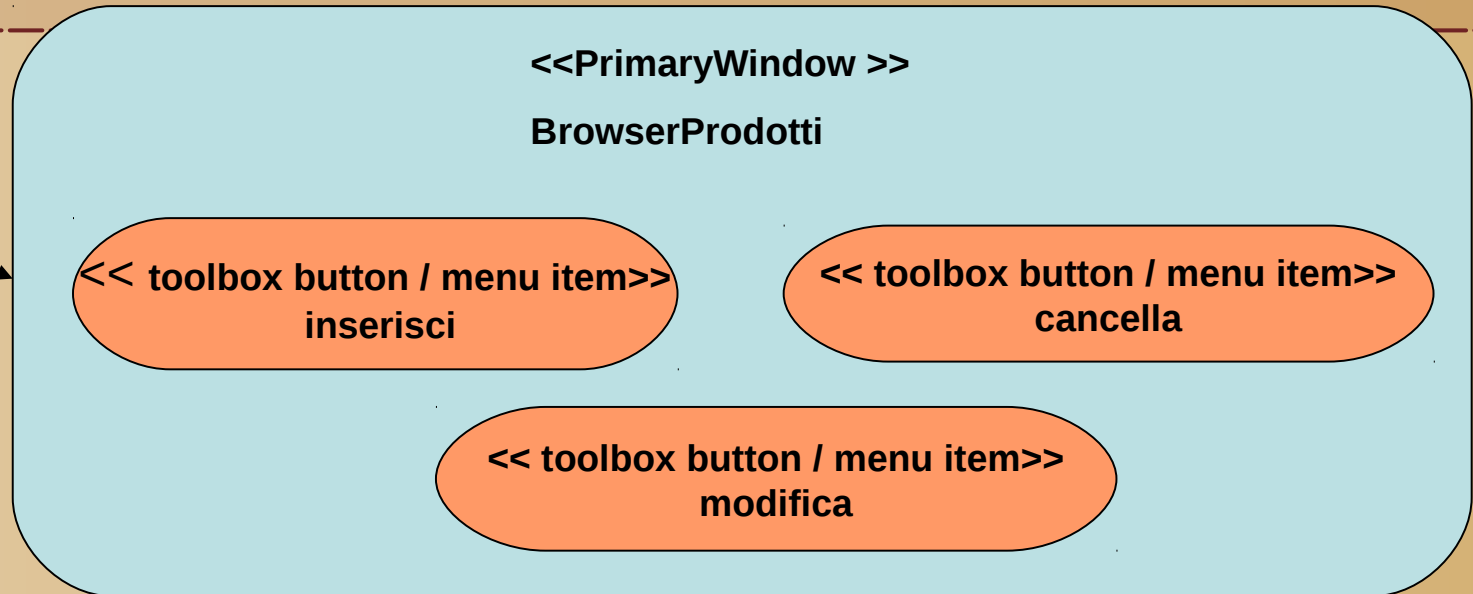 <<PrimaryWindow >>
BrowserProdotti
<< toolbox button / menu item>>
inserisci
<< toolbox button / menu item>>
cancella
<< toolbox button / menu item>>
modifica